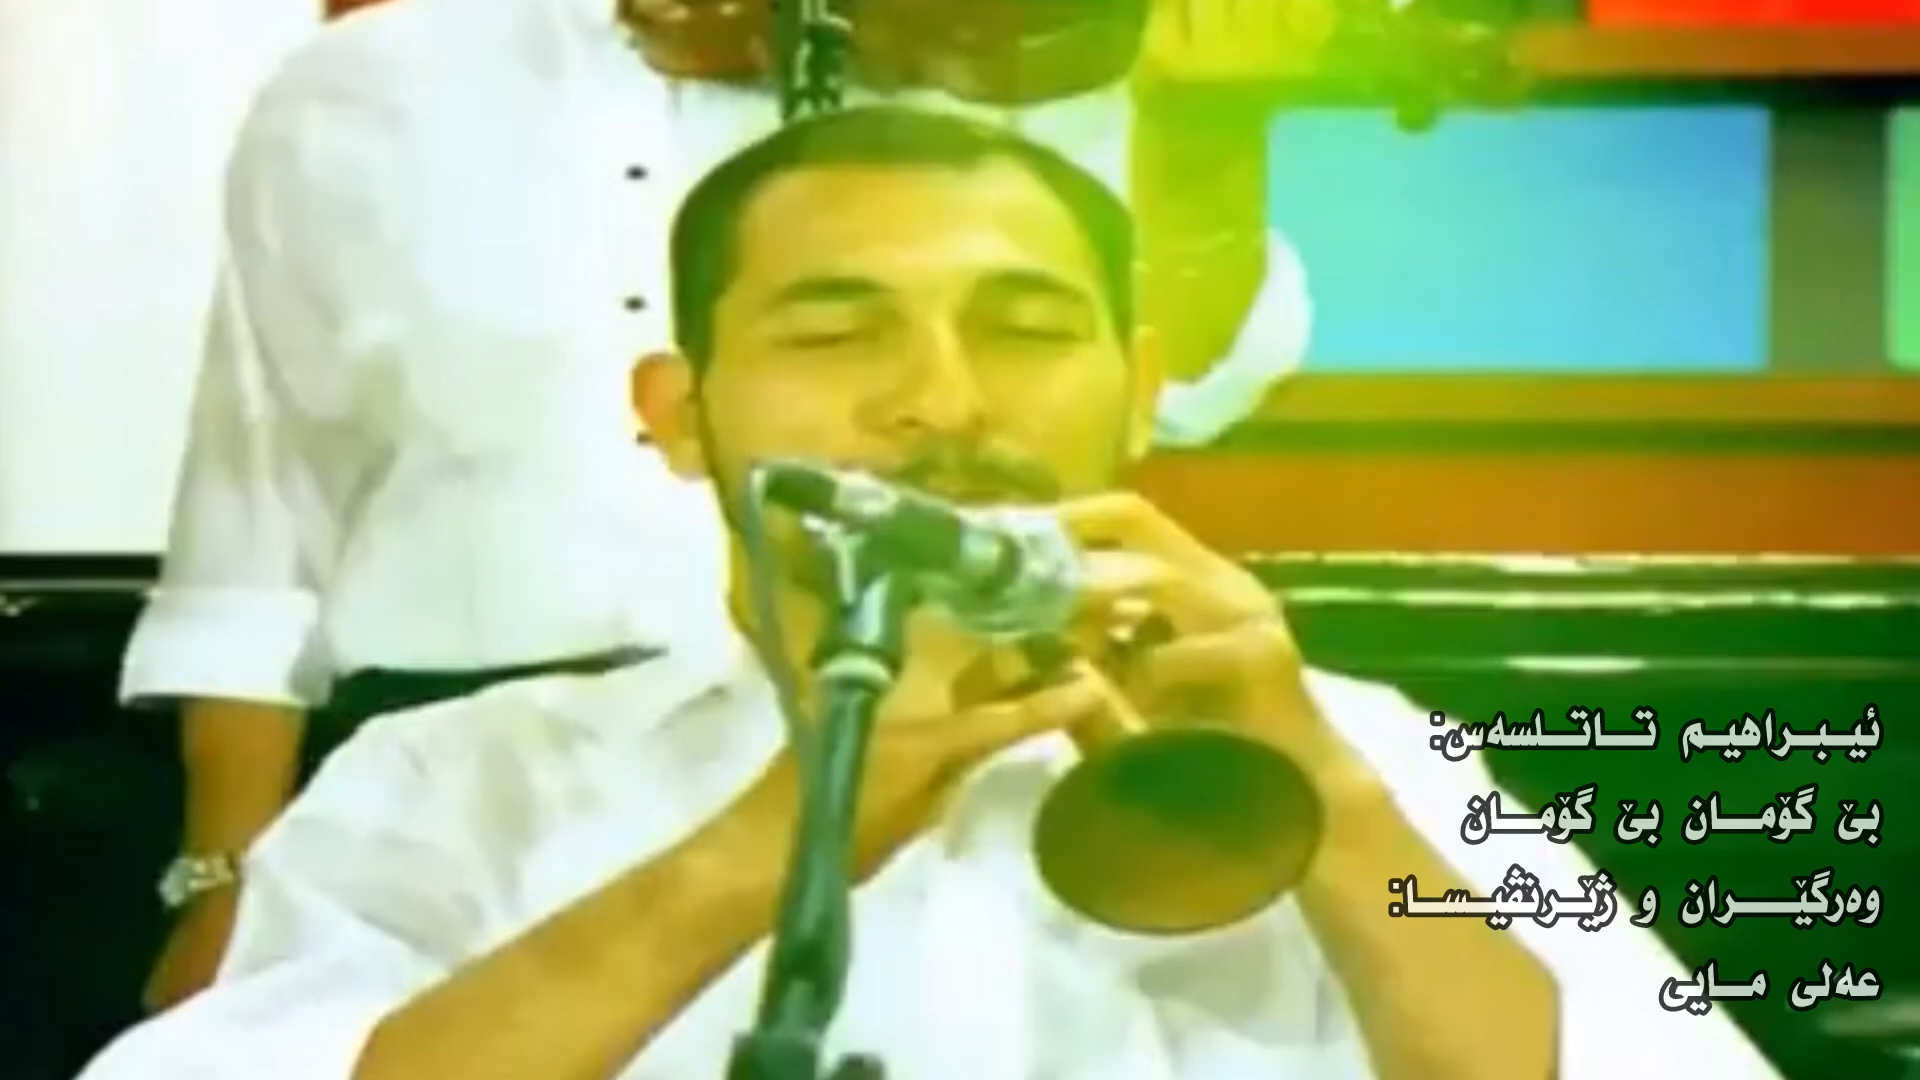 ئیبراهیم تاتلسەس:
بێ گۆمان بێ گۆمان
وەرگێران و ژێرنڤیسا:
عەلی مایی